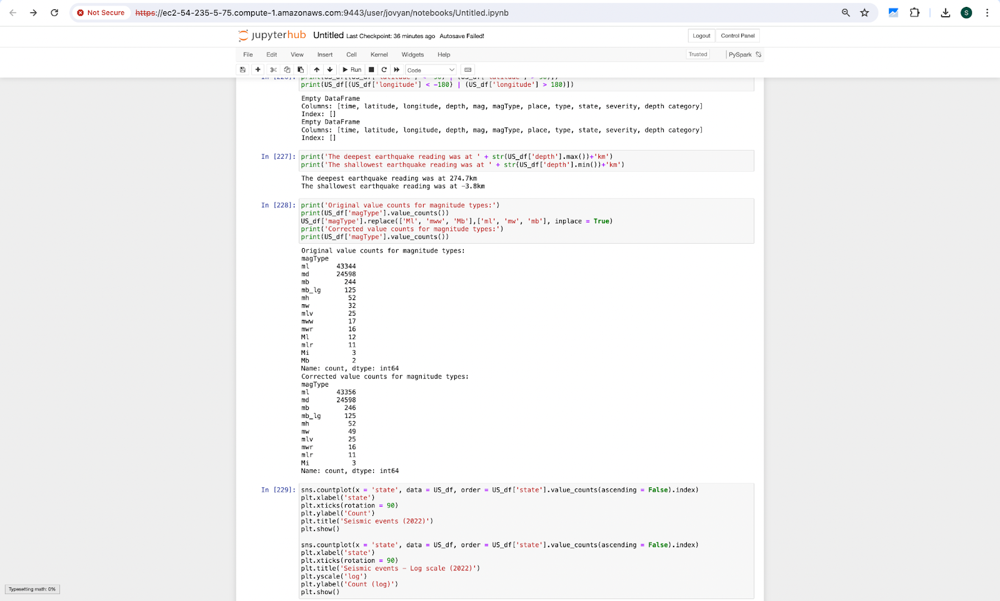 Not Secure https://ec2-54-235-5-75.compute-1.amazonaws.com:9443/user/jovyan/notebooks/Untitled.ipynb S
jupyterhub Untitled Last Checkpoint: 36 minutes ago Autosave Failed! Logout Control Panel
File Edit View Insert Cell Kernel Widgets Help Trusted PySpark
Run Code
print(US_df[(US_df['longitude'] < -180) | (US_df['longitude'] > 180)])
Empty DataFrame
Columns: [time, latitude, longitude, depth, mag, magType, place, type, state, severity, depth category]
Index: []
Empty DataFrame
Columns: [time, latitude, longitude, depth, mag, magType, place, type, state, severity, depth category]
Index: []
In [227]: print('The deepest earthquake reading was at ' + str(US_df['depth'].max())+'km')
print('The shallowest earthquake reading was at ' + str(US_df['depth'].min())+'km')
The deepest earthquake reading was at 274.7km
The shallowest earthquake reading was at -3.8km
In [228]: print('Original value counts for magnitude types:')
print(US_df['magType'].value_counts())
US_df['magType'].replace(['Ml', 'mww', 'Mb'],['ml', 'mw', 'mb'], inplace = True)
print('Corrected value counts for magnitude types:')
print(US_df['magType'].value_counts())
Original value counts for magnitude types:
magType
ml 43344
md 24598
mb 244
mb_lg 125
mh 52
mw 32
mlv 25
mww 17
mwr 16
Ml 12
mlr 11
Mi 3
Mb 2
Name: count, dtype: int64
Corrected value counts for magnitude types:
magType
ml 43356
md 24598
mb 246
mb_lg 125
mh 52
mw 49
mlv 25
mwr 16
mlr 11
Mi 3
Name: count, dtype: int64
In [229]: sns.countplot(x = 'state', data = US_df, order = US_df['state'].value_counts(ascending = False).index)
plt.xlabel('state')
plt.xticks(rotation = 90)
plt.ylabel('Count')
plt.title('Seismic events (2022)')
plt.show()
sns.countplot(x = 'state', data = US_df, order = US_df['state'].value_counts(ascending = False).index)
plt.xlabel('state')
plt.xticks(rotation = 90)
plt.title('Seismic events - Log scale (2022)')
plt.yscale('log')
plt.ylabel('Count (log)')
plt.show()
Typesetting math: 0%